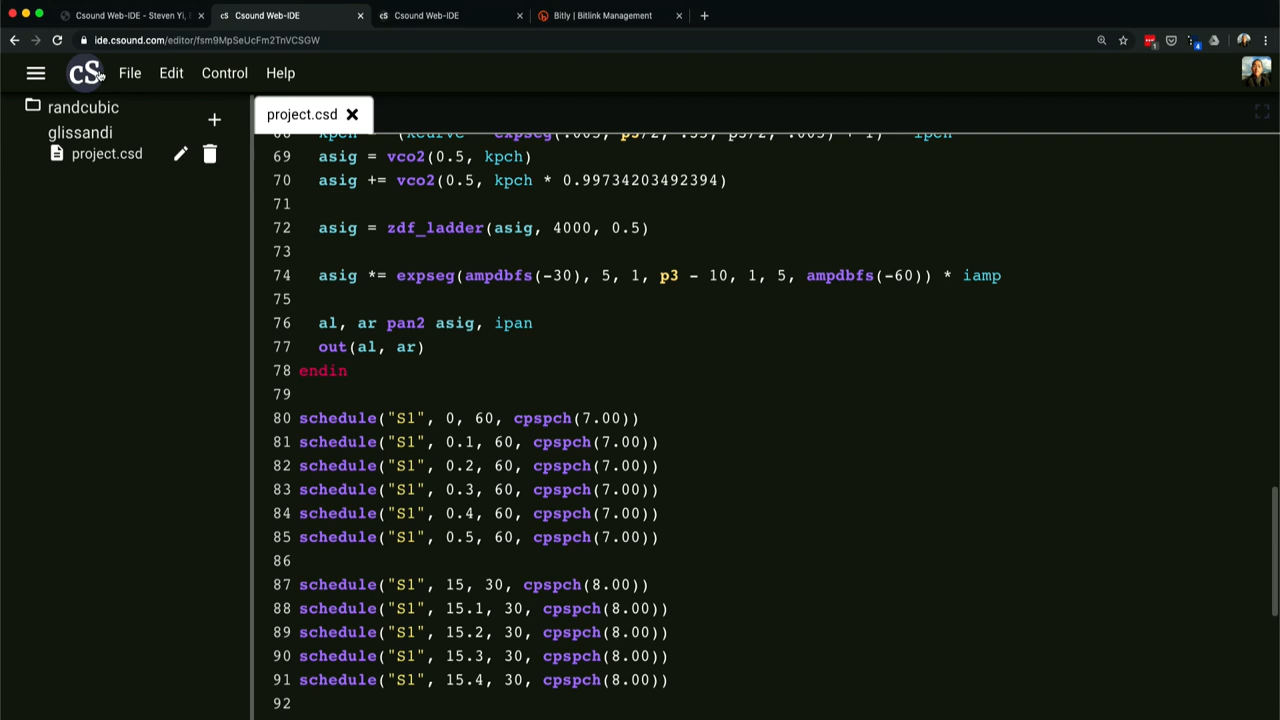 Csound Web-IDE - Steven Yi,
Csound Web-IDE
Csound Web-IDE
Bitly | Bitlink Management
ide.csound.com/editor/fsm9MpSeUcFm2TnVCSGW
cS File Edit Control Help
randcubic
glissandi
project.csd
project.csd
69 asig = vco2(0.5, kpch)
70 asig += vco2(0.5, kpch * 0.99734203492394)
71
72 asig = zdf_ladder(asig, 4000, 0.5)
73
74 asig *= expseg(ampdbfs(-30), 5, 1, p3 - 10, 1, 5, ampdbfs(-60)) * iamp
75
76 al, ar pan2 asig, ipan
77 out(al, ar)
78 endin
79
80 schedule("S1", 0, 60, cpspch(7.00))
81 schedule("S1", 0.1, 60, cpspch(7.00))
82 schedule("S1", 0.2, 60, cpspch(7.00))
83 schedule("S1", 0.3, 60, cpspch(7.00))
84 schedule("S1", 0.4, 60, cpspch(7.00))
85 schedule("S1", 0.5, 60, cpspch(7.00))
86
87 schedule("S1", 15, 30, cpspch(8.00))
88 schedule("S1", 15.1, 30, cpspch(8.00))
89 schedule("S1", 15.2, 30, cpspch(8.00))
90 schedule("S1", 15.3, 30, cpspch(8.00))
91 schedule("S1", 15.4, 30, cpspch(8.00))
92